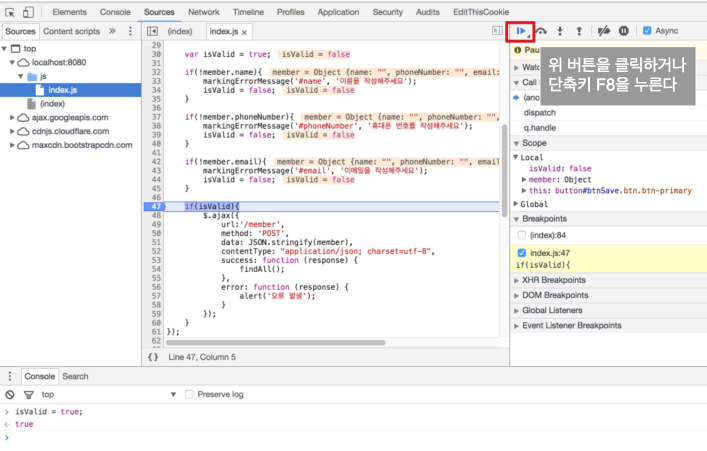 Elements Console Sources Network Timeline Profiles Application Security Audits EditThisCookie
Sources Content scripts » (index) index.js × Async
top
localhost:8080
js
index.js
(index)
ajax.googleapis.com
cdnjs.cloudflare.com
maxcdn.bootstrapcdn.com
29
30 var isValid = true; isValid = false
31
32 if(!member.name){ member = Object {name: "", phoneNumber: "", email:
33 markingErrorMessage('#name', '이름을 작성해주세요');
34 isValid = false; isValid = false
35 }
36
37 if(!member.phoneNumber){ member = Object {name: "", phoneNumber: "",
38 markingErrorMessage('#phoneNumber', '휴대폰 번호를 작성해주세요');
39 isValid = false; isValid = false
40 }
41
42 if(!member.email){ member = Object {name: "", phoneNumber: "", email
43 markingErrorMessage('#email', '이메일을 작성해주세요');
44 isValid = false; isValid = false
45 }
46
47 if(isValid){
48 $.ajax({
49 url:'/member',
50 method: 'POST',
51 data: JSON.stringify(member),
52 contentType: "application/json; charset=utf-8",
53 success: function (response) {
54 findAll();
55 },
56 error: function (response) {
57 alert('오류 발생');
58 }
59 });
60 }
61 });
62
{} Line 47, Column 5
Pau
위 버튼을 클릭하거나
단축키 F8을 누른다
Watc
Call
(ano
dispatch
q.handle
Scope
Local
isValid: false
member: Object
this: button#btnSave.btn.btn-primary
Global
Breakpoints
(index):84
index.js:47
if(isValid){
XHR Breakpoints
DOM Breakpoints
Global Listeners
Event Listener Breakpoints
Console Search
top Preserve log
> isValid = true;
< true
>